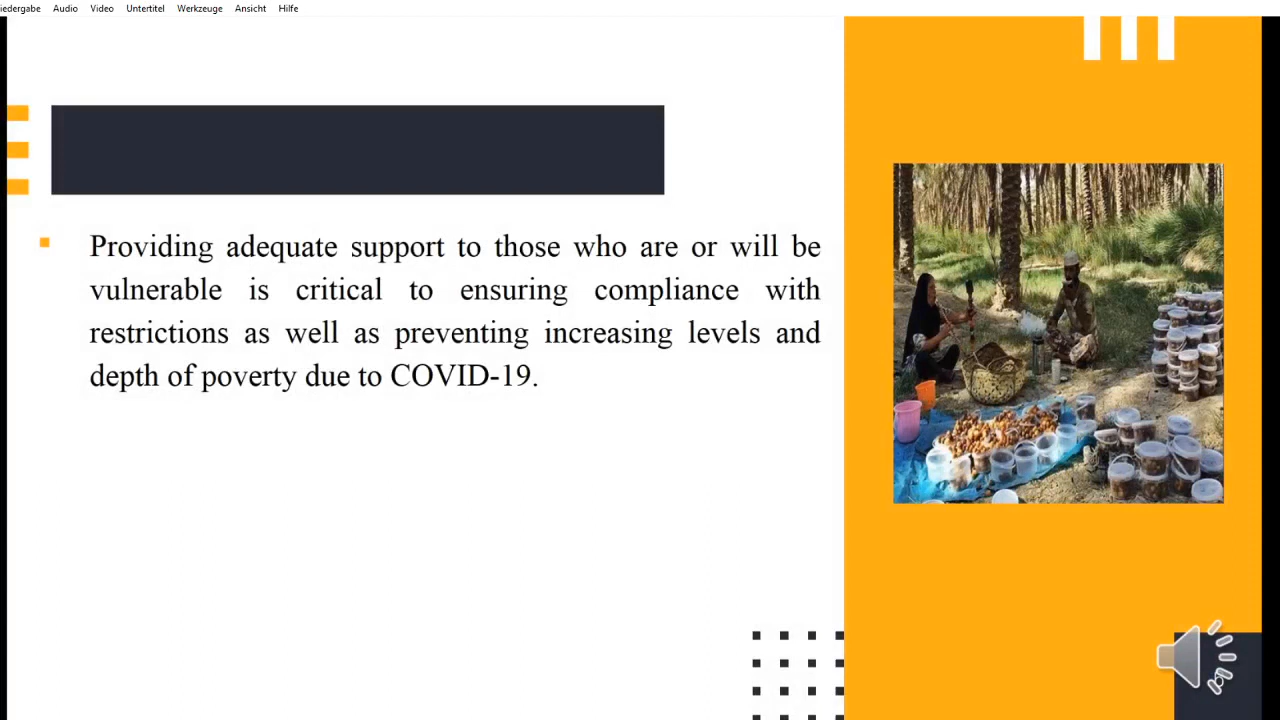 iedergabe Audio Video Untertitel Werkzeuge Ansicht Hilfe
Providing adequate support to those who are or will be
vulnerable is critical to ensuring compliance with
restrictions as well as preventing increasing levels and
depth of poverty due to COVID-19.